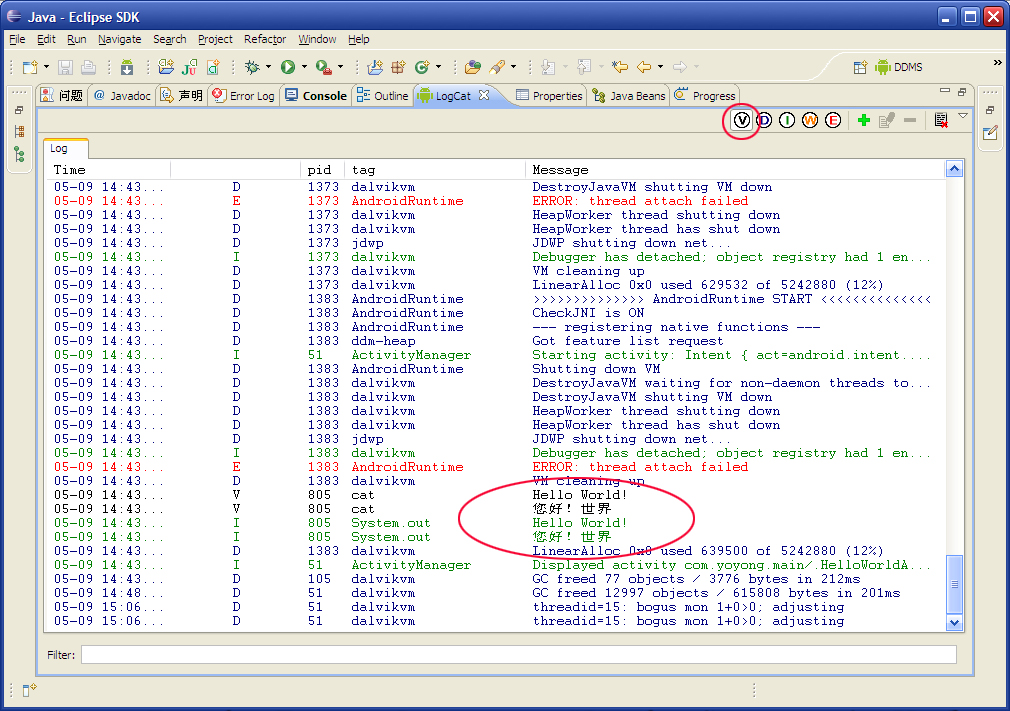 Java - Eclipse SDK
File Edit Run Navigate Search Project Refactor Window Help
DDMS
问题 @ Javadoc 声明 Error Log Console Outline LogCat Properties Java Beans Progress
V D I W E
Log
Time pid tag Message
05-09 14:43... D 1373 dalvikvm DestroyJavaVM shutting VM down
05-09 14:43... E 1373 AndroidRuntime ERROR: thread attach failed
05-09 14:43... D 1373 dalvikvm HeapWorker thread shutting down
05-09 14:43... D 1373 dalvikvm HeapWorker thread has shut down
05-09 14:43... D 1373 jdwp JDWP shutting down net...
05-09 14:43... I 1373 dalvikvm Debugger has detached; object registry had 1 en...
05-09 14:43... D 1373 dalvikvm VM cleaning up
05-09 14:43... D 1373 dalvikvm LinearAlloc 0x0 used 629532 of 5242880 (12%)
05-09 14:43... D 1383 AndroidRuntime >>>>>>>>>>>>>> AndroidRuntime START <<<<<<<<<<<<<<
05-09 14:43... D 1383 AndroidRuntime CheckJNI is ON
05-09 14:43... D 1383 AndroidRuntime --- registering native functions ---
05-09 14:43... D 1383 ddm-heap Got feature list request
05-09 14:43... I 51 ActivityManager Starting activity: Intent { act=android.intent....
05-09 14:43... D 1383 AndroidRuntime Shutting down VM
05-09 14:43... D 1383 dalvikvm DestroyJavaVM waiting for non-daemon threads to...
05-09 14:43... D 1383 dalvikvm DestroyJavaVM shutting VM down
05-09 14:43... D 1383 dalvikvm HeapWorker thread shutting down
05-09 14:43... D 1383 dalvikvm HeapWorker thread has shut down
05-09 14:43... D 1383 jdwp JDWP shutting down net...
05-09 14:43... I 1383 dalvikvm Debugger has detached; object registry had 1 en...
05-09 14:43... E 1383 AndroidRuntime ERROR: thread attach failed
05-09 14:43... D 1383 dalvikvm VM cleaning up
05-09 14:43... V 805 cat Hello World!
05-09 14:43... V 805 cat 您好！世界
05-09 14:43... I 805 System.out Hello World!
05-09 14:43... I 805 System.out 您好！世界
05-09 14:43... D 1383 dalvikvm LinearAlloc 0x0 used 639500 of 5242880 (12%)
05-09 14:43... I 51 ActivityManager Displayed activity com.yoyong.main/.HelloWorldA...
05-09 14:43... D 105 dalvikvm GC freed 77 objects / 3776 bytes in 212ms
05-09 14:48... D 51 dalvikvm GC freed 12997 objects / 615808 bytes in 201ms
05-09 15:06... D 51 dalvikvm threadid=15: bogus mon 1+0>0; adjusting
05-09 15:06... D 51 dalvikvm threadid=15: bogus mon 1+0>0; adjusting
Filter: